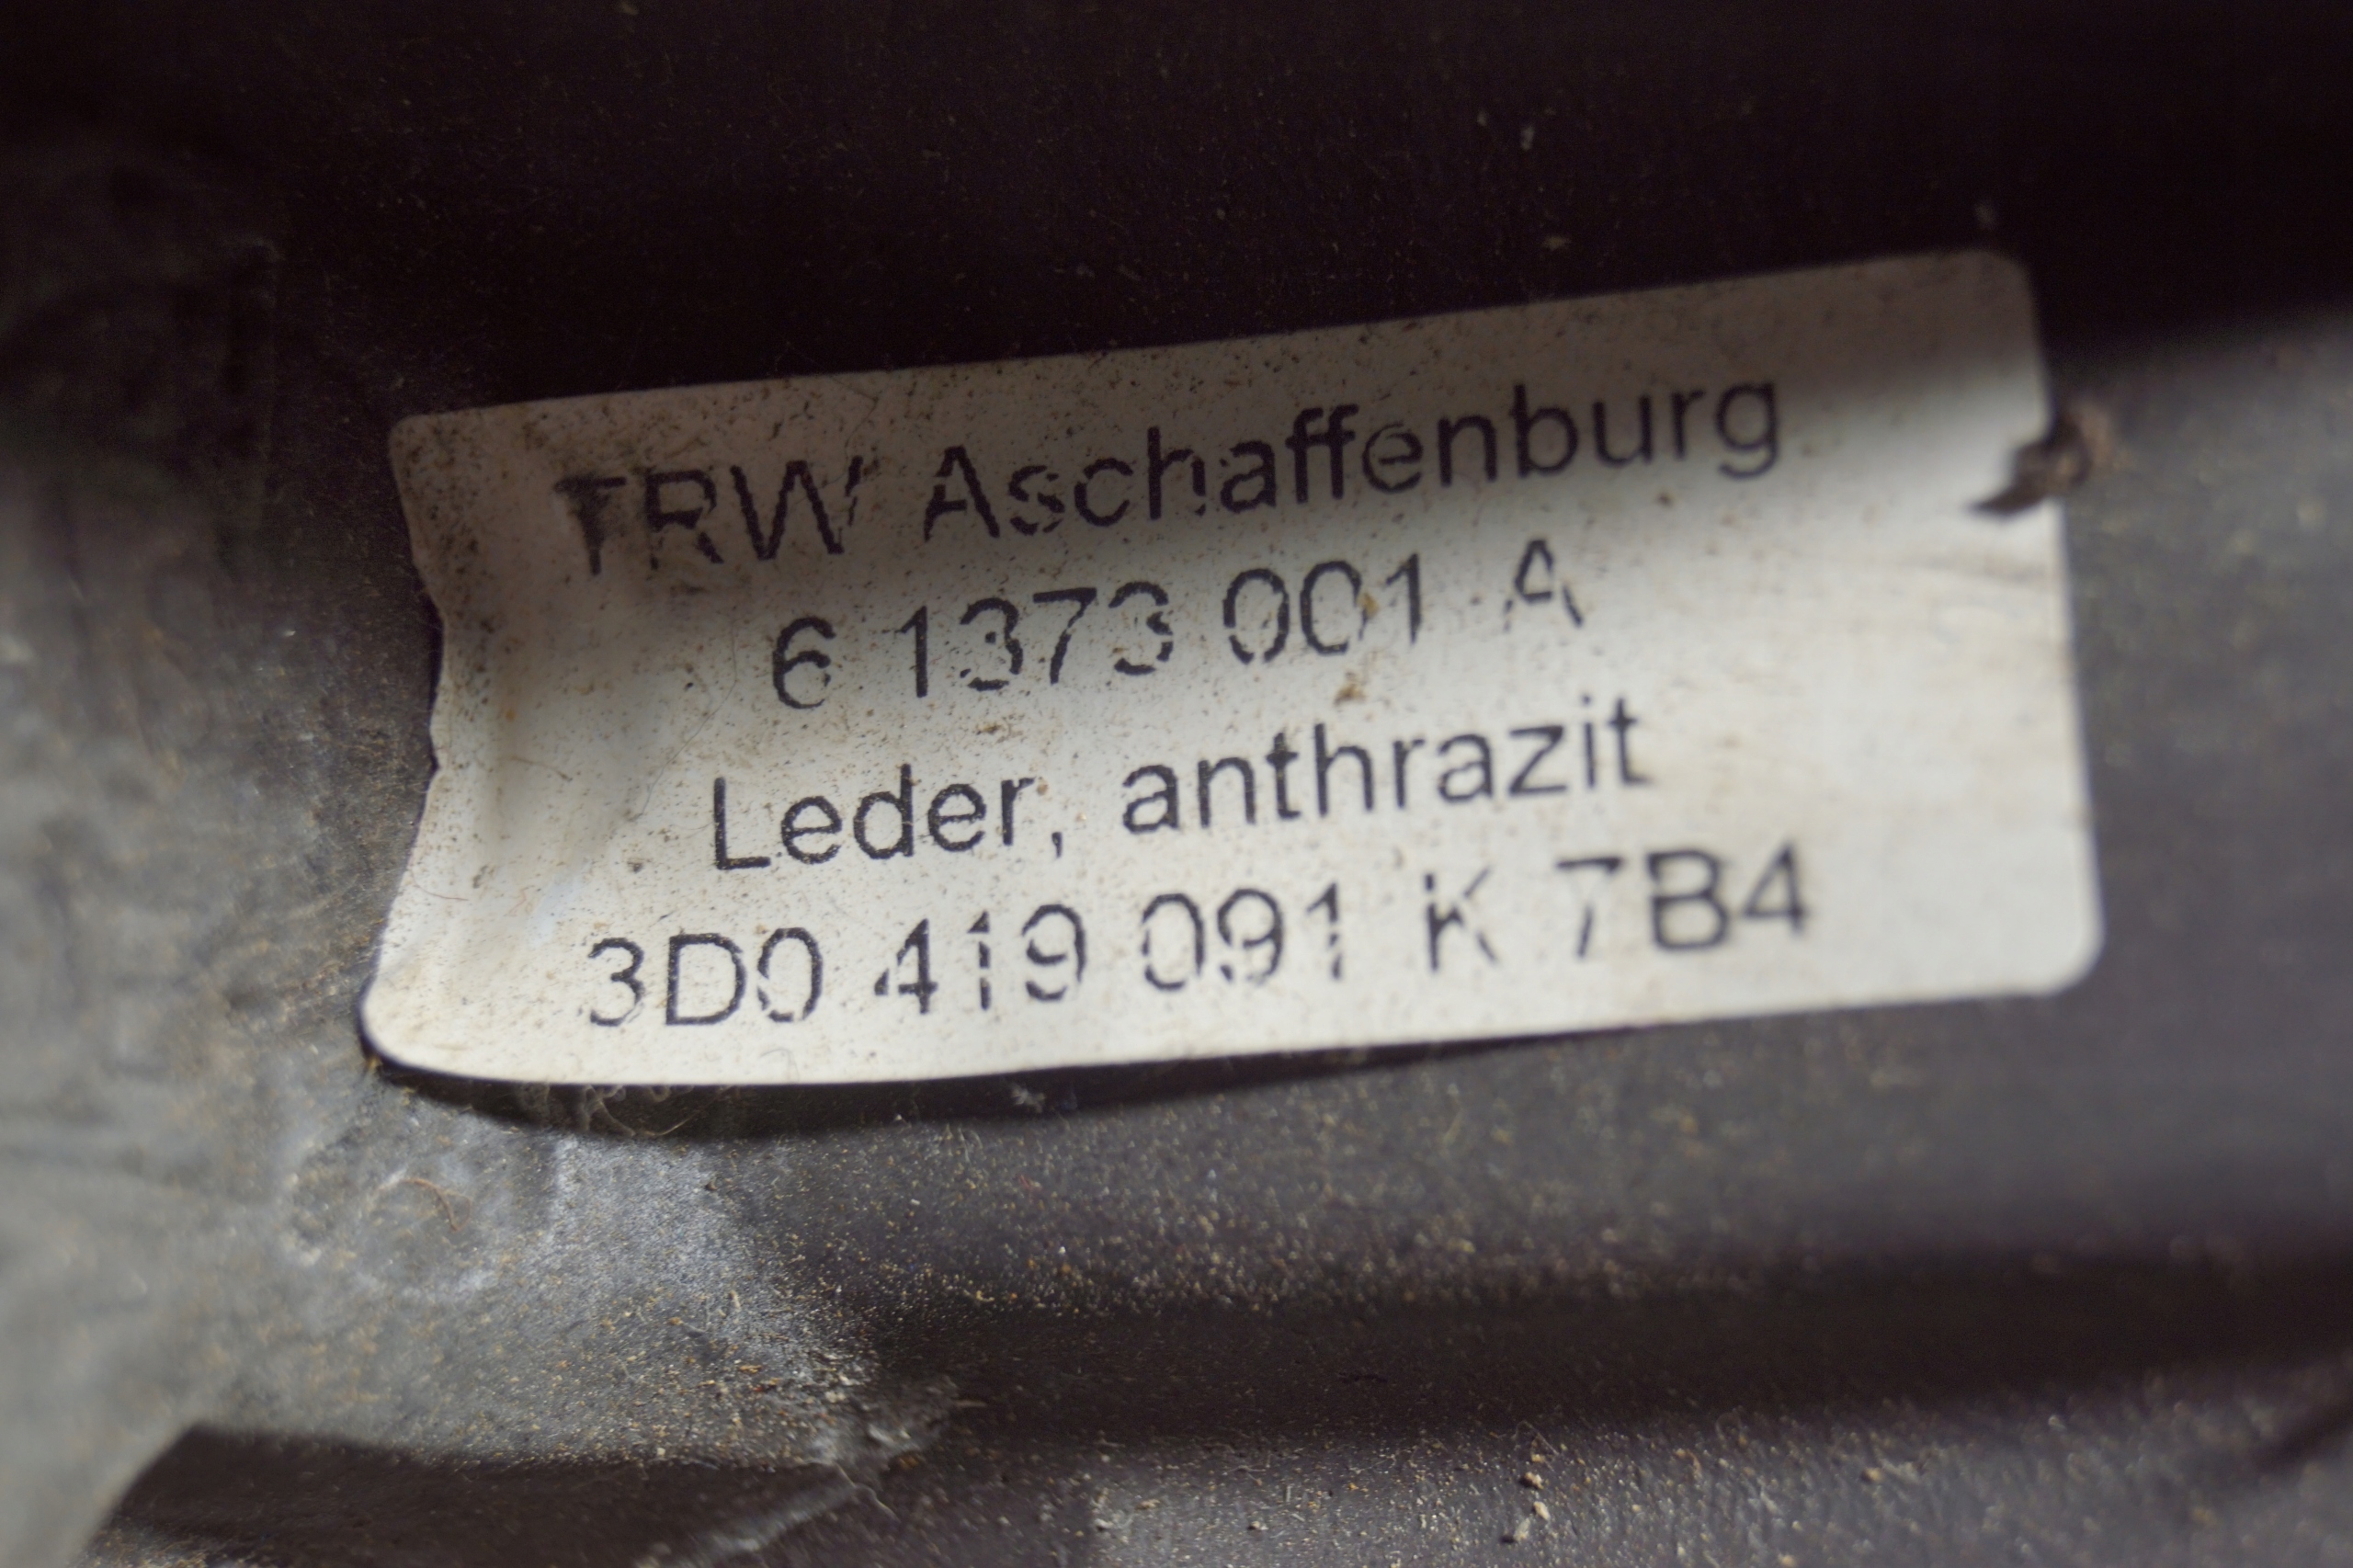 TRW Aschaffenburg
6 1373 001 A
Leder, anthrazit
3D0 419 091 K 7B4